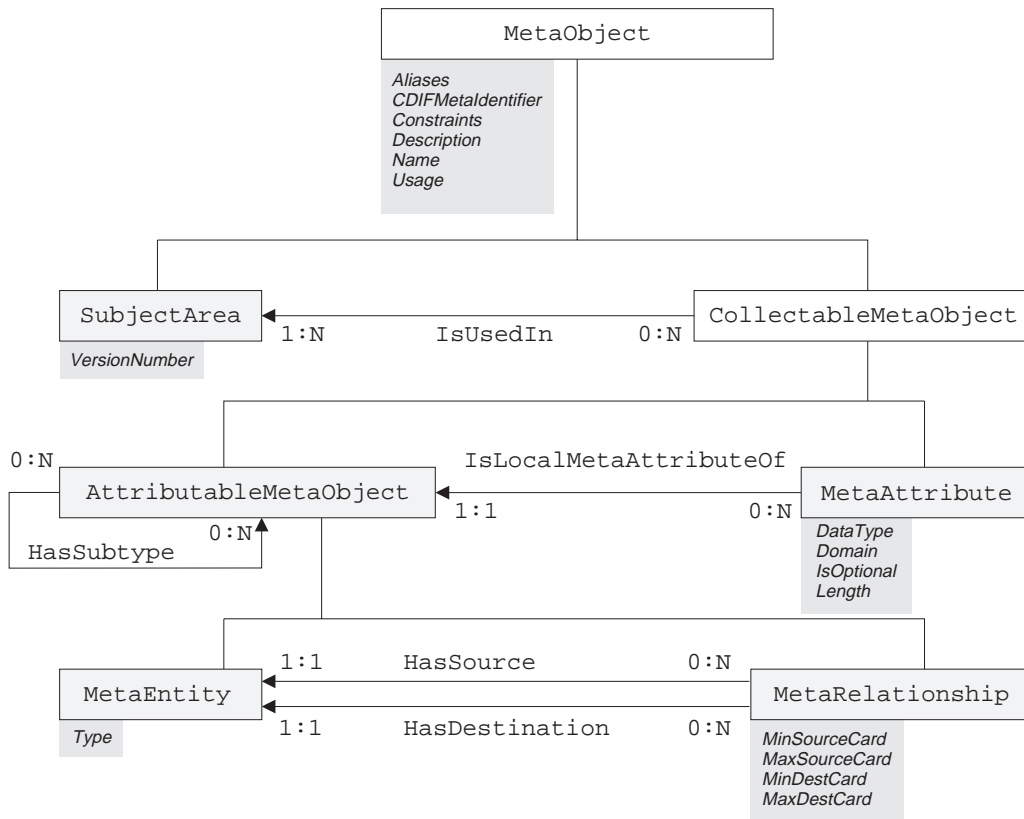 MetaObject
Aliases
CDIFMetaIdentifier
Constraints
Description
Name
Usage
SubjectArea
VersionNumber
1:N
IsUsedIn
0:N
CollectableMetaObject
0:N
AttributableMetaObject
0:N
HasSubtype
IsLocalMetaAttributeOf
1:1
0:N
MetaAttribute
DataType
Domain
IsOptional
Length
MetaEntity
Type
1:1
HasSource
0:N
1:1
HasDestination
0:N
MetaRelationship
MinSourceCard
MaxSourceCard
MinDestCard
MaxDestCard